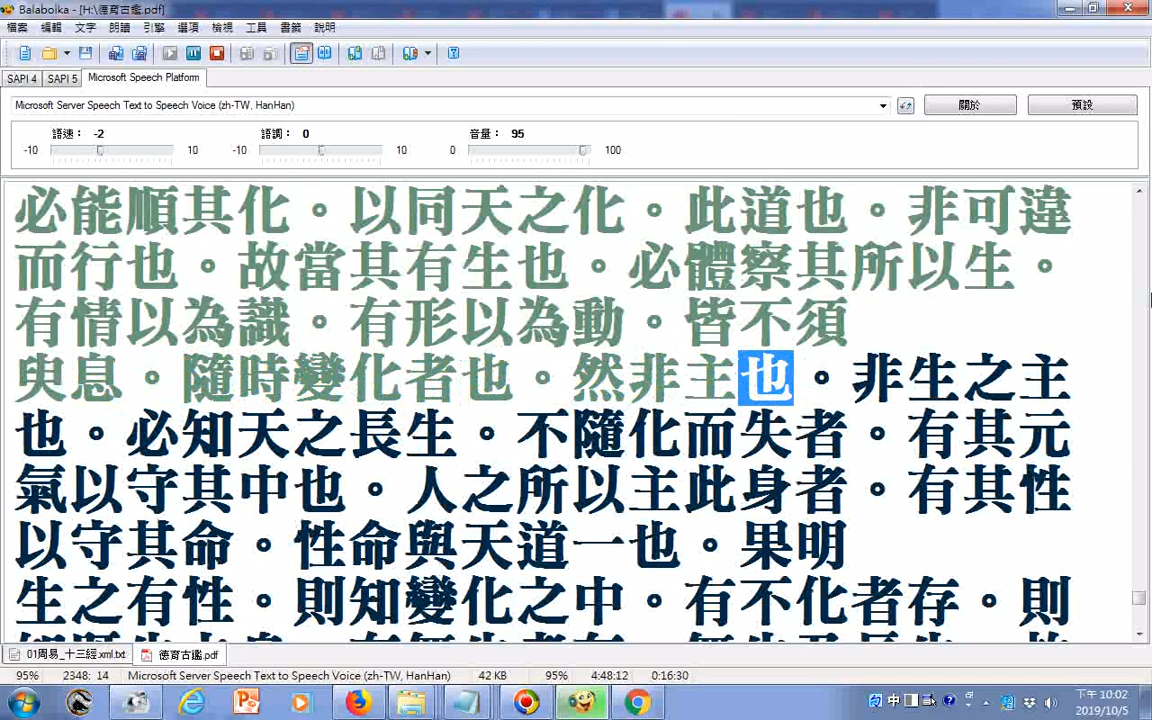 Balabolka - [H:\德育古鑑.pdf]
檔案 編輯 文字 朗讀 引擎 選項 檢視 工具 書籤 說明
SAPI 4 SAPI 5 Microsoft Speech Platform
Microsoft Server Speech Text to Speech Voice (zh-TW, HanHan) 關於 預設
語速： -2 語調： 0 音量： 95
-10 10 -10 10 0 100
必能順其化。以同天之化。此道也。非可違
而行也。故當其有生也。必體察其所以生。
有情以為識。有形以為動。皆不須
臾息。隨時變化者也。然非主也。非生之主
也。必知天之長生。不隨化而失者。有其元
氣以守其中也。人之所以主此身者。有其性
以守其命。性命與天道一也。果明
生之有性。則知變化之中。有不化者存。則
01周易_十三經.xml.txt 德育古鑑.pdf
95% 2348: 14 Microsoft Server Speech Text to Speech Voice (zh-TW, HanHan) 42 KB 95% 4:48:12 0:16:30
中 下午 10:02
2019/10/5